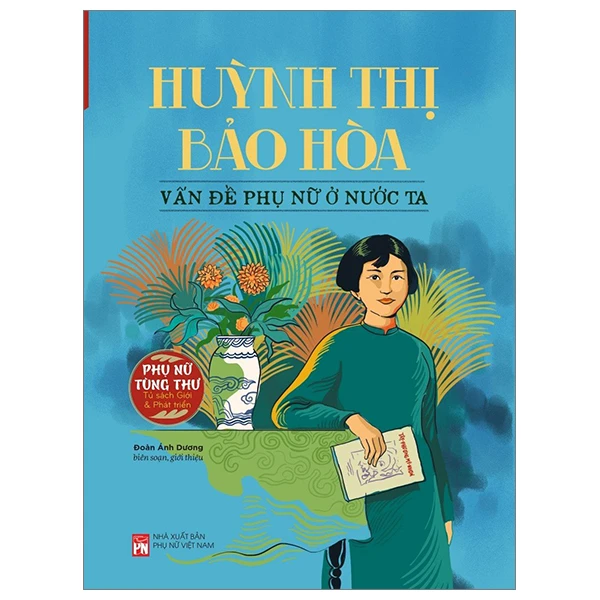 HUỲNH THỊ
BẢO HÒA
VẤN ĐỀ PHỤ NỮ Ở NƯỚC TA
PHỤ NỮ
TÙNG THƯ
Tủ sách Giới
& Phát triển
Đoàn Ánh Dương
biên soạn, giới thiệu
PN
NHÀ XUẤT BẢN
PHỤ NỮ VIỆT NAM